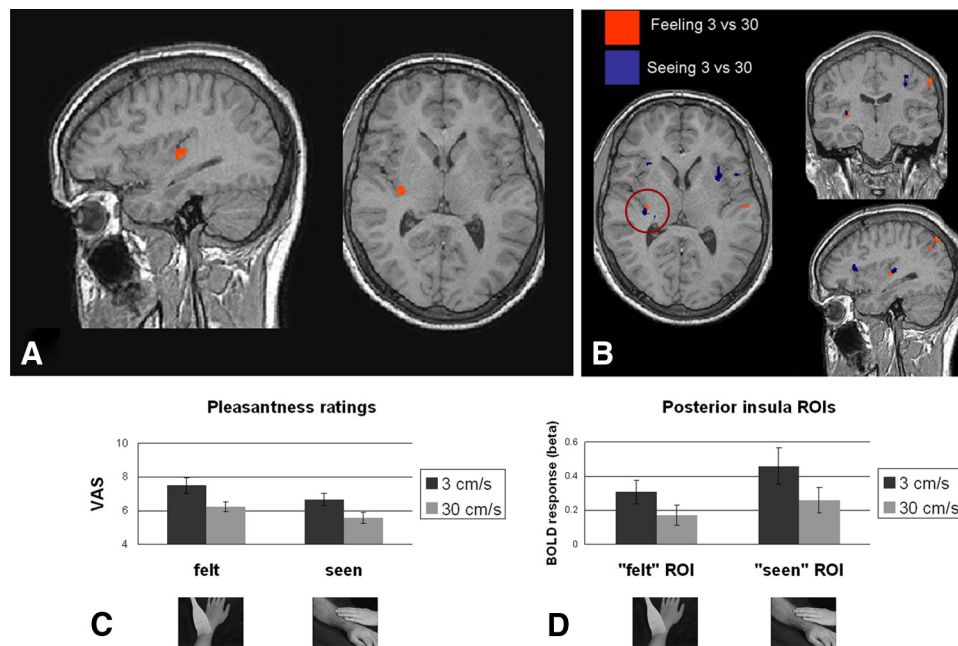 Feeling 3 vs 30
Seeing 3 vs 30
A
B
Pleasantness ratings
VAS
10
8
6
4
felt
seen
3 cm/s
30 cm/s
C
Posterior insula ROIs
BOLD response (beta)
0.6
0.4
0.2
0
"felt" ROI
"seen" ROI
3 cm/s
30 cm/s
D